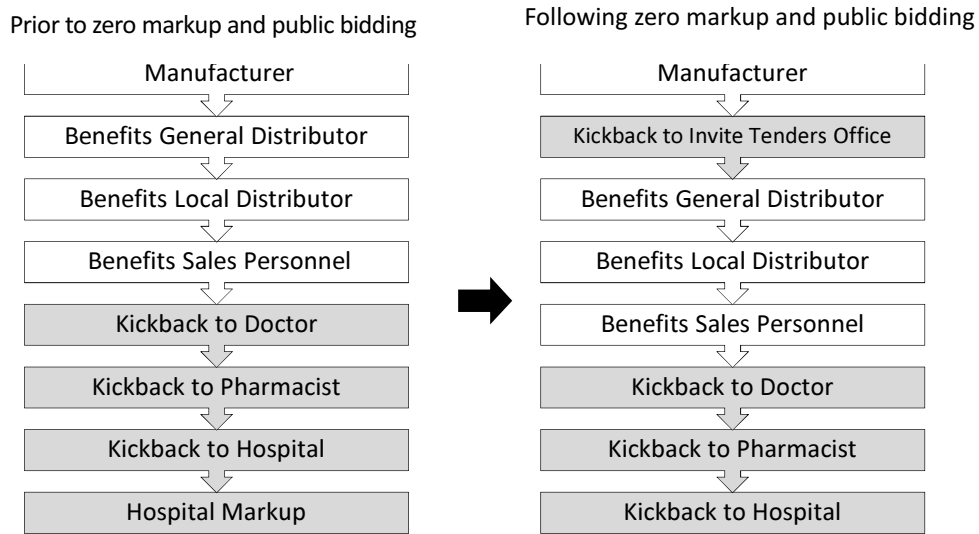 Prior to zero markup and public bidding
Manufacturer
Benefits General Distributor
Benefits Local Distributor
Benefits Sales Personnel
Kickback to Doctor
Kickback to Pharmacist
Kickback to Hospital
Hospital Markup
Following zero markup and public bidding
Manufacturer
Kickback to Invite Tenders Office
Benefits General Distributor
Benefits Local Distributor
Benefits Sales Personnel
Kickback to Doctor
Kickback to Pharmacist
Kickback to Hospital